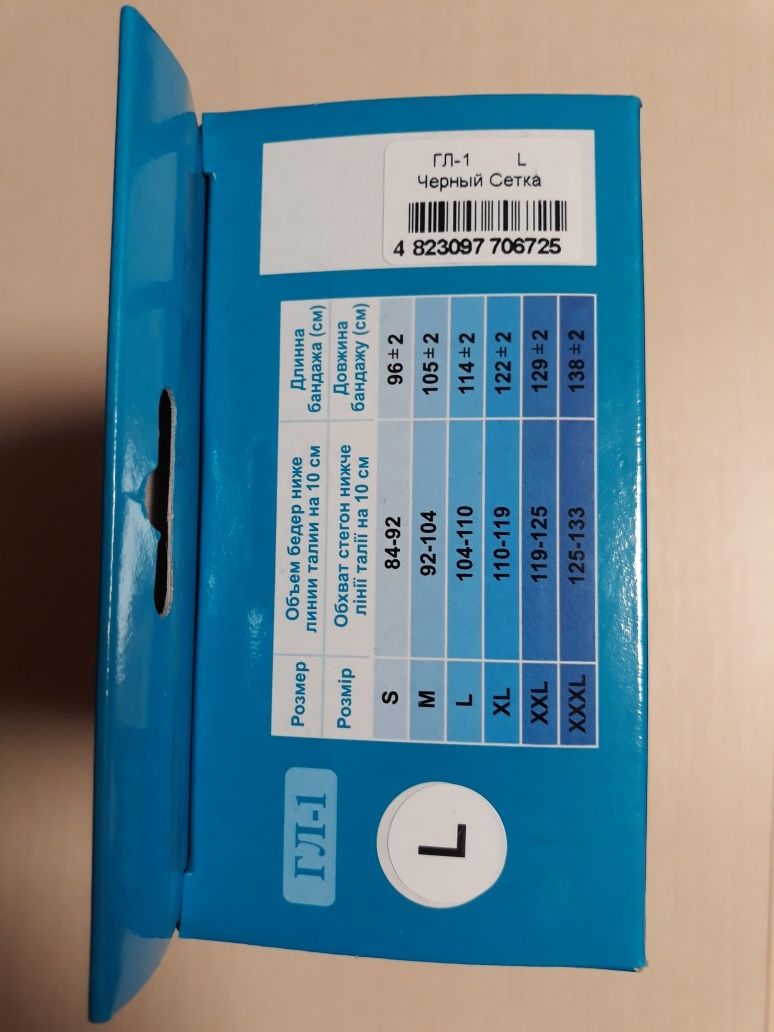 ГЛ-1 L
Черный Сетка
4 823097 706725
Розмер Объем бедер ниже линии талии на 10 см Длинна бандажа (см)
Розмір Обхват стегон нижче лінії талії на 10 см Довжина бандажу (см)
S 84-92 96±2
M 92-104 105±2
L 104-110 114±2
XL 110-119 122±2
XXL 119-125 129±2
XXXL 125-133 138±2
ГЛ-1
L